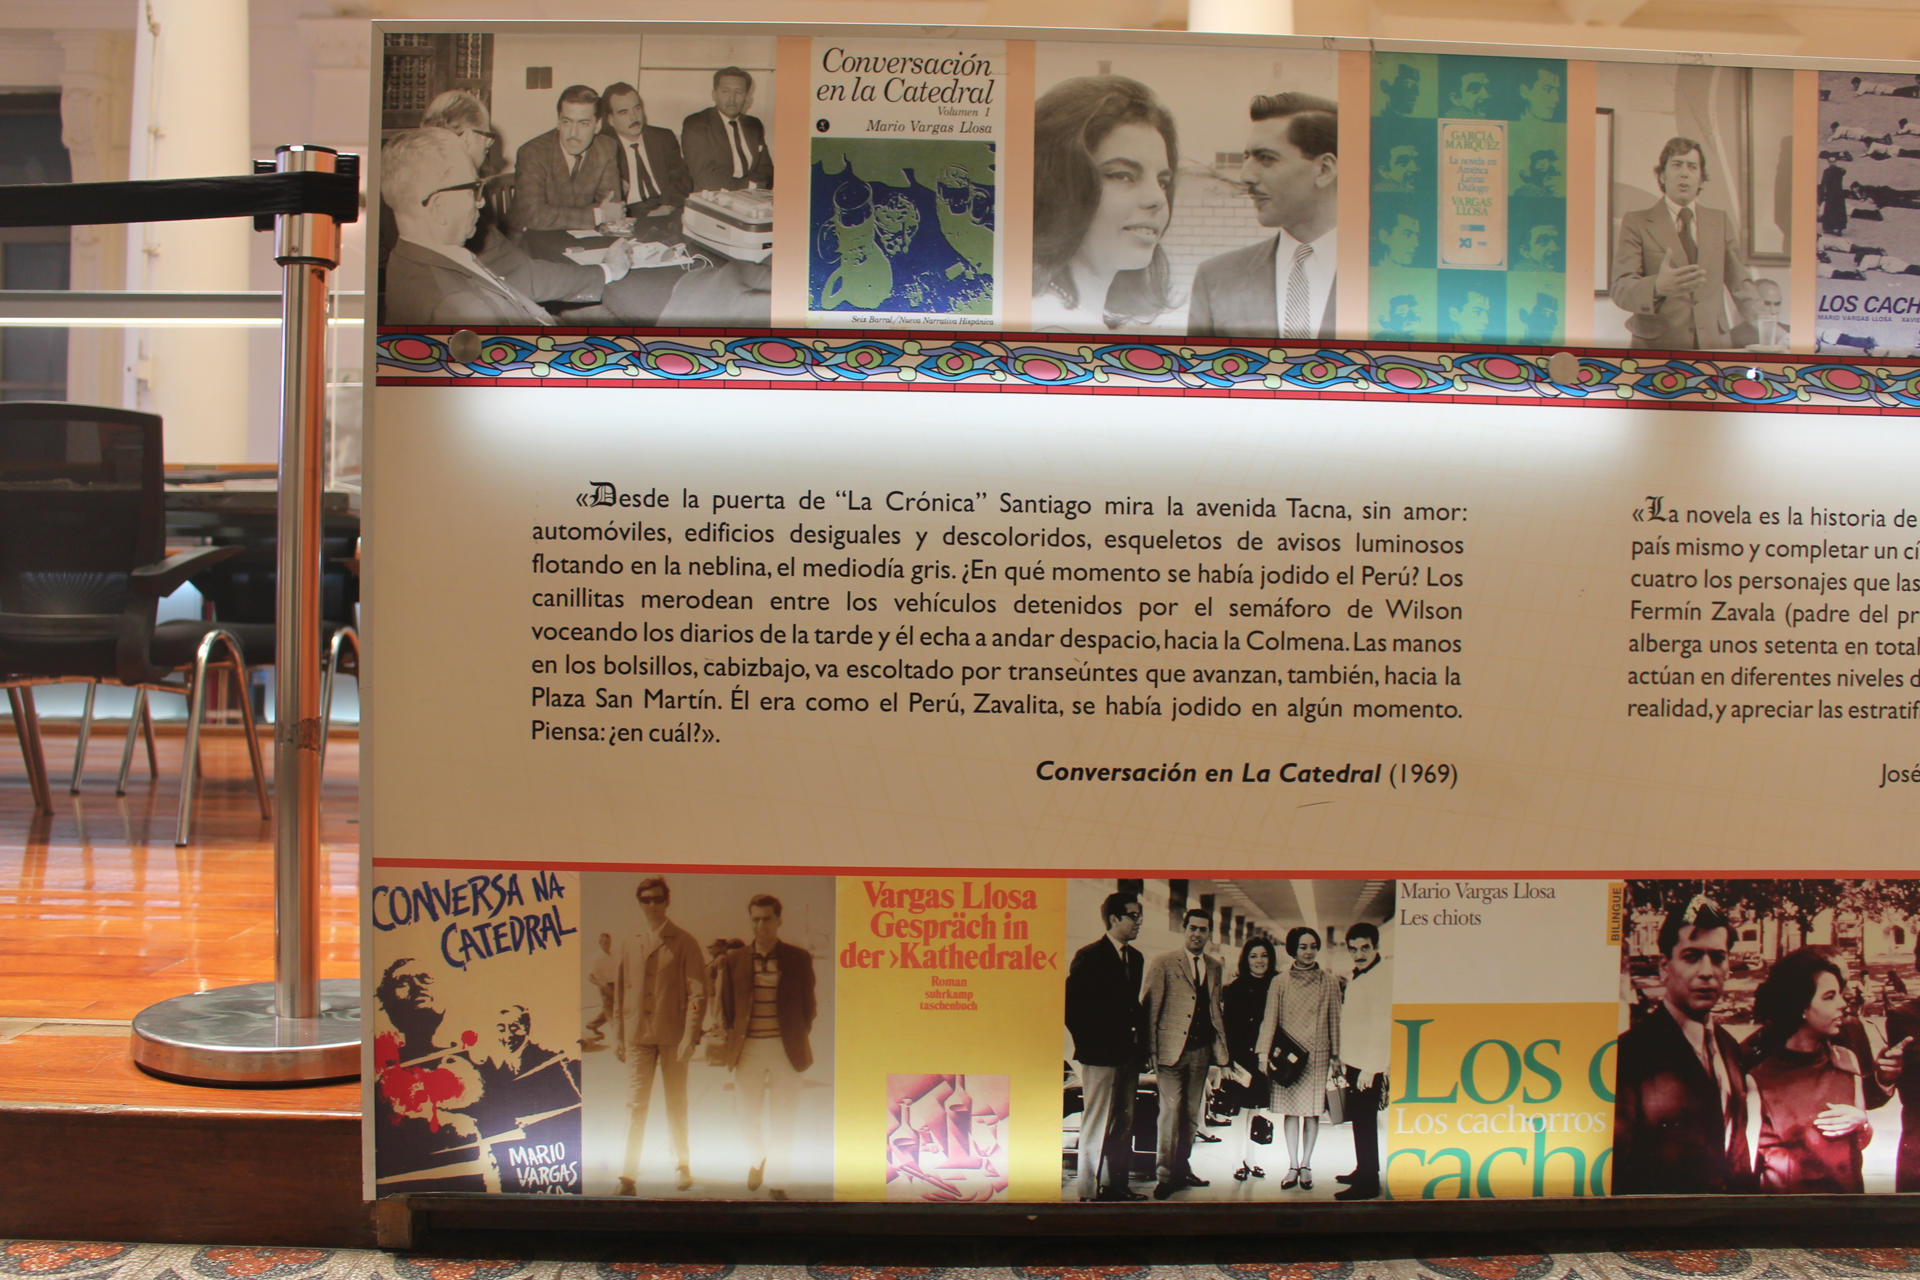 Conversación
en la Catedral
Volumen I
Mario Vargas Llosa
Seix Barral/Nueva Narrativa Hispánica
GARCIA
MARQUEZ
La novela en
América
Latina:
Diálogo
VARGAS
LLOSA
XXI
LOS CACH
MARIO VARGAS LLOSA XAVIE
«Desde la puerta de “La Crónica” Santiago mira la avenida Tacna, sin amor:
automóviles, edificios desiguales y descoloridos, esqueletos de avisos luminosos
flotando en la neblina, el mediodía gris. ¿En qué momento se había jodido el Perú? Los
canillitas merodean entre los vehículos detenidos por el semáforo de Wilson
voceando los diarios de la tarde y él echa a andar despacio, hacia la Colmena. Las manos
en los bolsillos, cabizbajo, va escoltado por transeúntes que avanzan, también, hacia la
Plaza San Martín. Él era como el Perú, Zavalita, se había jodido en algún momento.
Piensa: ¿en cuál?».
Conversación en La Catedral (1969)
«La novela es la historia de
país mismo y completar un cí
cuatro los personajes que las
Fermín Zavala (padre del pr
alberga unos setenta en total
actúan en diferentes niveles d
realidad, y apreciar las estratif
José
CONVERSA NA
CATEDRAL
MARIO
VARGAS
Vargas Llosa
Gespräch in
der ›Kathedrale‹
Roman
suhrkamp
taschenbuch
Mario Vargas Llosa
Les chiots
BILINGUE
Los c
Los cachorros
cacho